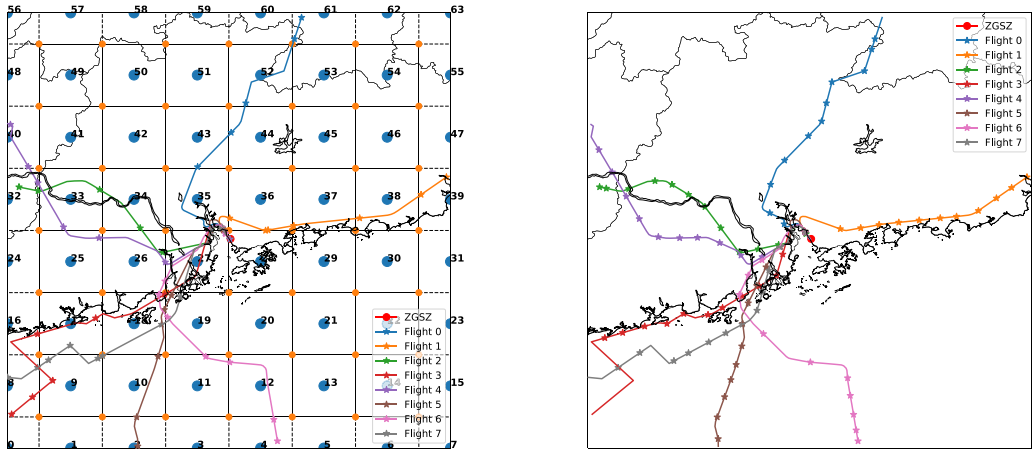 56 57 58 59 60 61 62 63
48 49 50 51 52 53 54 55
40 41 42 43 44 45 46 47
32 33 34 35 36 37 38 39
24 25 26 27 28 29 30 31
16 17 18 19 20 21 22 23
8 9 10 11 12 13 14 15
0 1 2 3 4 5 6 7
ZGSZ
Flight 0
Flight 1
Flight 2
Flight 3
Flight 4
Flight 5
Flight 6
Flight 7
ZGSZ
Flight 0
Flight 1
Flight 2
Flight 3
Flight 4
Flight 5
Flight 6
Flight 7